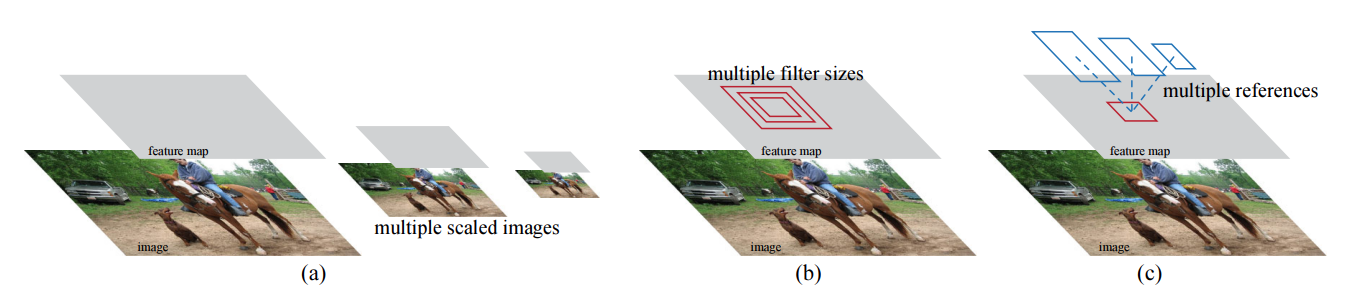 feature map
image
multiple scaled images
(a)
multiple filter sizes
feature map
image
(b)
multiple references
feature map
image
(c)